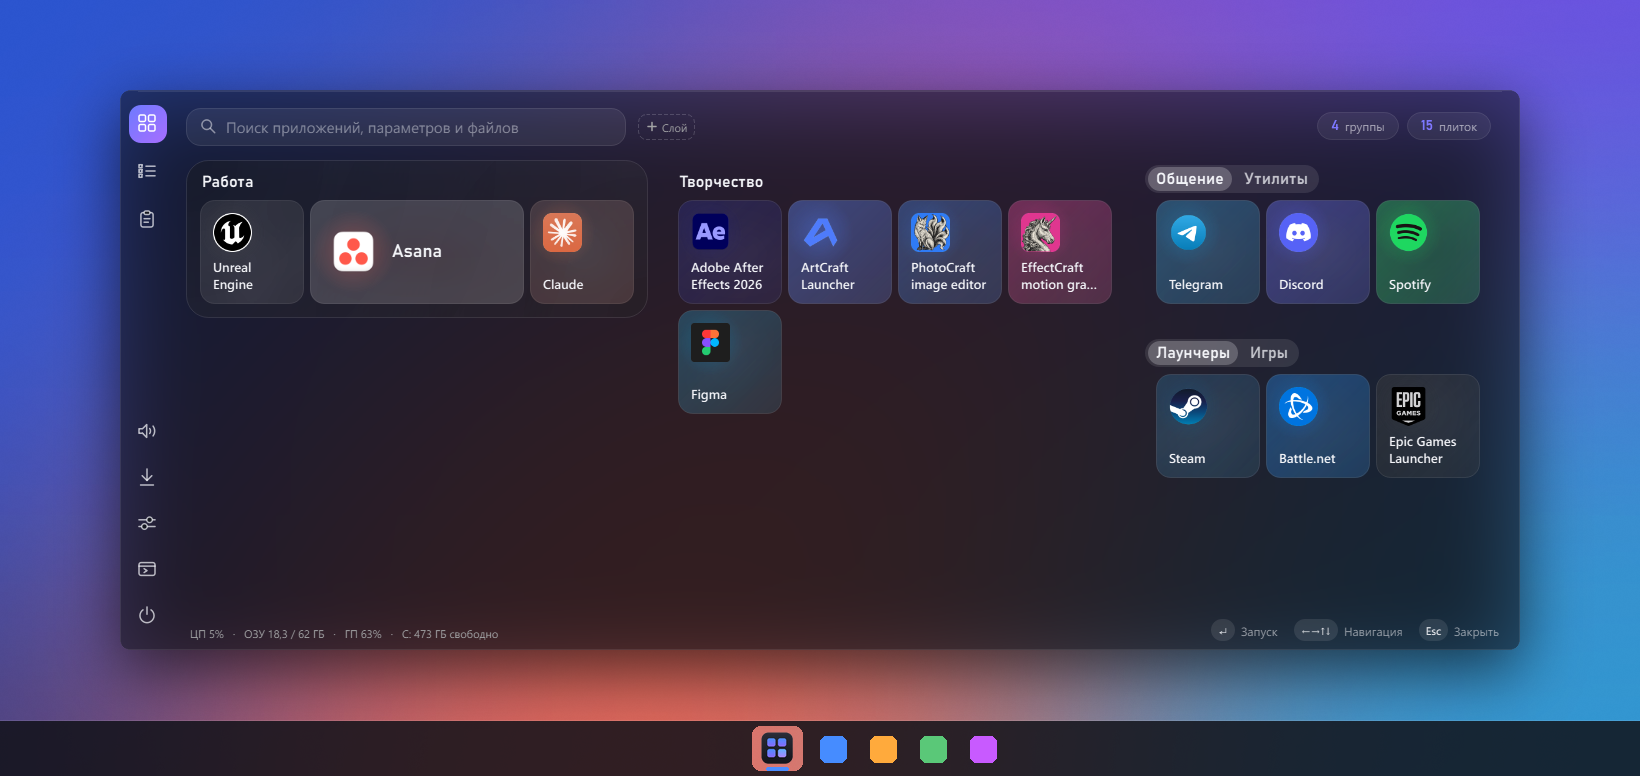 Поиск приложений, параметров и файлов
+ Слой
4 группы
15 плиток
Работа
Unreal
Engine
Asana
Claude
Творчество
Ae
Adobe After
Effects 2026
ArtCraft
Launcher
PhotoCraft
image editor
EffectCraft
motion gra...
Figma
Общение
Утилиты
Telegram
Discord
Spotify
Лаунчеры
Игры
Steam
Battle.net
EPIC
GAMES
Epic Games
Launcher
ЦП 5% · ОЗУ 18,3 / 62 ГБ · ГП 63% · C: 473 ГБ свободно
↵ Запуск
←→↑↓ Навигация
Esc Закрыть